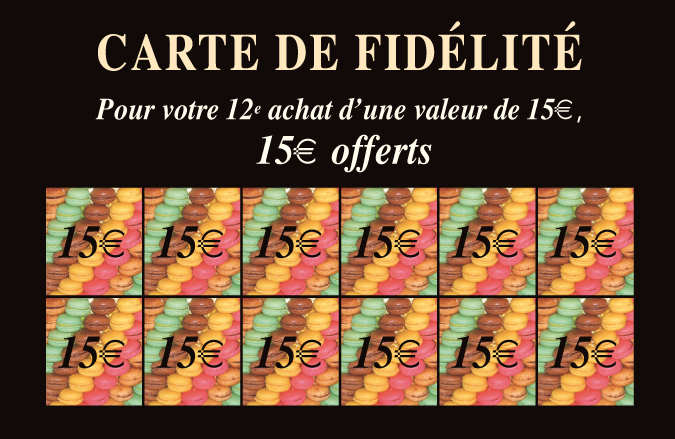 CARTE DE FIDÉLITÉ
Pour votre 12e achat d'une valeur de 15€,
15€ offerts
15€ 15€ 15€ 15€ 15€ 15€
15€ 15€ 15€ 15€ 15€ 15€